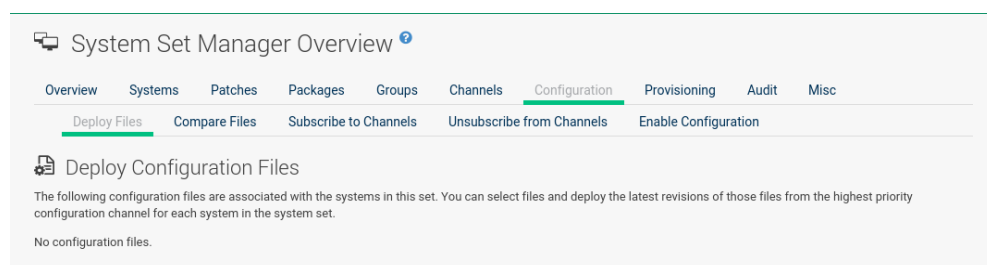 System Set Manager Overview ?
Overview Systems Patches Packages Groups Channels Configuration Provisioning Audit Misc
Deploy Files Compare Files Subscribe to Channels Unsubscribe from Channels Enable Configuration
Deploy Configuration Files
The following configuration files are associated with the systems in this set. You can select files and deploy the latest revisions of those files from the highest priority
configuration channel for each system in the system set.
No configuration files.